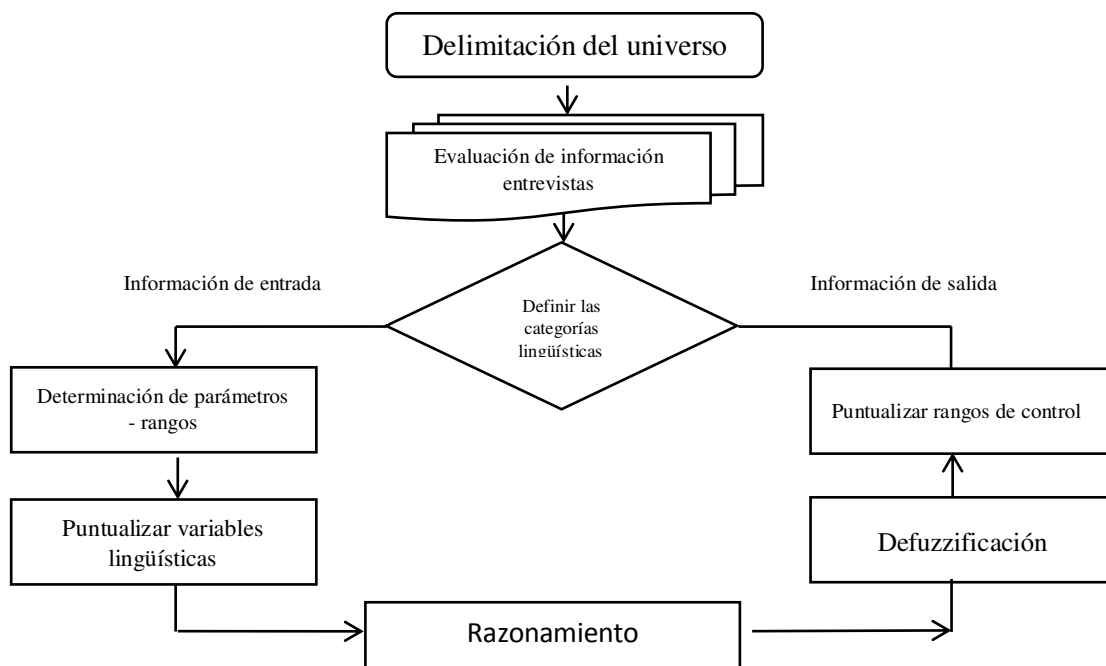 Delimitación del universo
Evaluación de información
entrevistas
Información de entrada
Información de salida
Definir las
categorías
lingüísticas
Determinación de parámetros
- rangos
Puntualizar rangos de control
Puntualizar variables
lingüísticas
Defuzzificación
Razonamiento